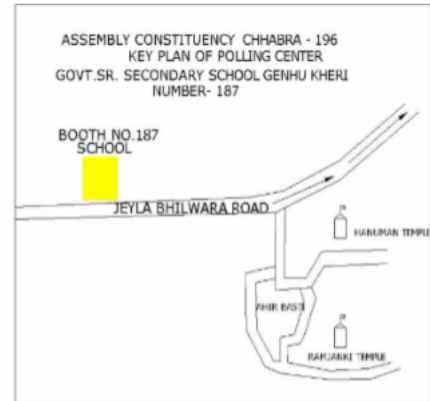 ASSEMBLY CONSTITUENCY CHHABRA - 196
KEY PLAN OF POLLING CENTER
GOVT.SR. SECONDARY SCHOOL GENHU KHERI
NUMBER- 187
BOOTH NO.187
SCHOOL
JEYLA BHILWARA ROAD
HANUMAN TEMPLE
AHIR BASTI
RAMJANKI TEMPLE